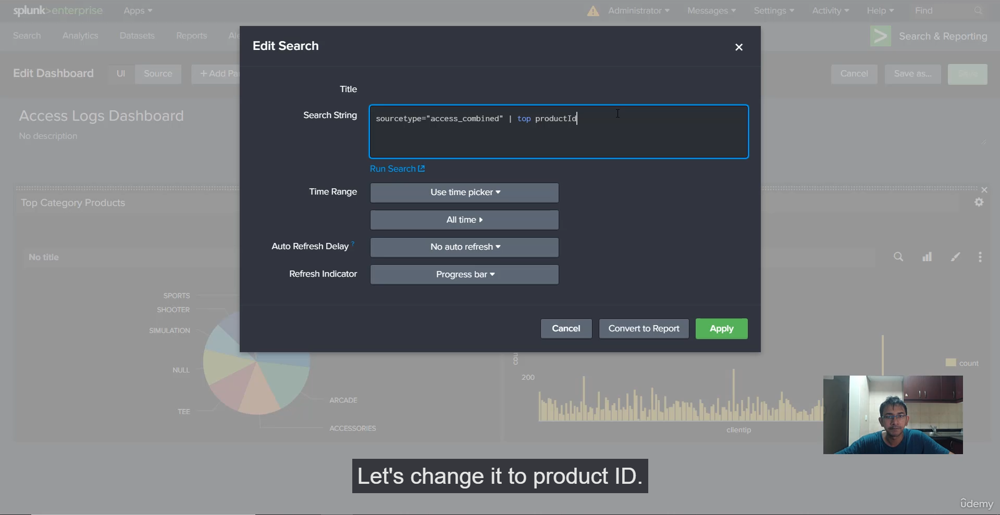 splunk>enterprise Apps Administrator Messages Settings Activity Help Find
Search Analytics Datasets Reports Ale Search & Reporting
Edit Search
Edit Dashboard UI Source + Add Pa Cancel Save as... Save
Title
Access Logs Dashboard
Search String
sourcetype="access_combined" | top productId
No description
Run Search
Time Range Use time picker
Top Category Products
All time
Auto Refresh Delay ? No auto refresh
No title
Refresh Indicator Progress bar
SPORTS
SHOOTER
SIMULATION
Cancel Convert to Report Apply
NULL
TEE
ARCADE
ACCESSORIES
cou
200
count
clientip
Let's change it to product ID.
ûdemy